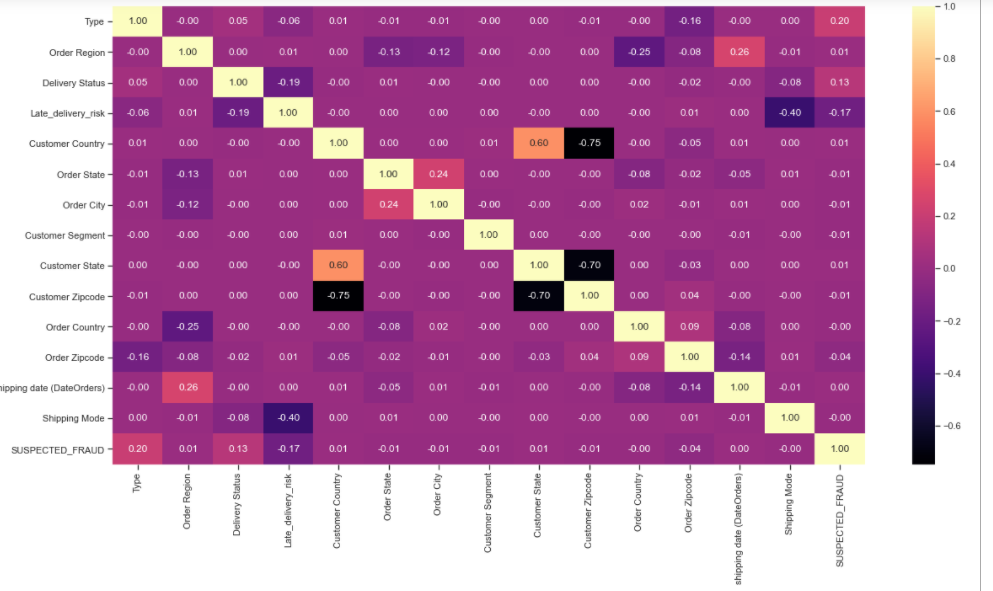 Type 1.00 -0.00 0.05 -0.06 0.01 -0.01 -0.01 -0.00 0.00 -0.01 -0.00 -0.16 -0.00 0.00 0.20
Order Region -0.00 1.00 0.00 0.01 0.00 -0.13 -0.12 -0.00 -0.00 0.00 -0.25 -0.08 0.26 -0.01 0.01
Delivery Status 0.05 0.00 1.00 -0.19 -0.00 0.01 -0.00 -0.00 0.00 0.00 -0.00 -0.02 -0.00 -0.08 0.13
Late_delivery_risk -0.06 0.01 -0.19 1.00 -0.00 0.00 0.00 0.00 -0.00 0.00 -0.00 0.01 0.00 -0.40 -0.17
Customer Country 0.01 0.00 -0.00 -0.00 1.00 0.00 0.00 0.01 0.60 -0.75 -0.00 -0.05 0.01 0.00 0.01
Order State -0.01 -0.13 0.01 0.00 0.00 1.00 0.24 0.00 -0.00 -0.00 -0.08 -0.02 -0.05 0.01 -0.01
Order City -0.01 -0.12 -0.00 0.00 0.00 0.24 1.00 -0.00 -0.00 -0.00 0.02 -0.01 0.01 0.00 -0.01
Customer Segment -0.00 -0.00 -0.00 0.00 0.01 0.00 -0.00 1.00 0.00 -0.00 -0.00 -0.00 -0.01 -0.00 -0.01
Customer State 0.00 -0.00 0.00 -0.00 0.60 -0.00 -0.00 0.00 1.00 -0.70 0.00 -0.03 0.00 0.00 0.01
Customer Zipcode -0.01 0.00 0.00 0.00 -0.75 -0.00 -0.00 -0.00 -0.70 1.00 0.00 0.04 -0.00 -0.00 -0.01
Order Country -0.00 -0.25 -0.00 -0.00 -0.00 -0.08 0.02 -0.00 0.00 0.00 1.00 0.09 -0.08 0.00 -0.00
Order Zipcode -0.16 -0.08 -0.02 0.01 -0.05 -0.02 -0.01 -0.00 -0.03 0.04 0.09 1.00 -0.14 0.01 -0.04
hipping date (DateOrders) -0.00 0.26 -0.00 0.00 0.01 -0.05 0.01 -0.01 0.00 -0.00 -0.08 -0.14 1.00 -0.01 0.00
Shipping Mode 0.00 -0.01 -0.08 -0.40 0.00 0.01 0.00 -0.00 0.00 -0.00 0.00 0.01 -0.01 1.00 -0.00
SUSPECTED_FRAUD 0.20 0.01 0.13 -0.17 0.01 -0.01 -0.01 -0.01 0.01 -0.01 -0.00 -0.04 0.00 -0.00 1.00
Type
Order Region
Delivery Status
Late_delivery_risk
Customer Country
Order State
Order City
Customer Segment
Customer State
Customer Zipcode
Order Country
Order Zipcode
shipping date (DateOrders)
Shipping Mode
SUSPECTED_FRAUD
1.0
0.8
0.6
0.4
0.2
0.0
-0.2
-0.4
-0.6